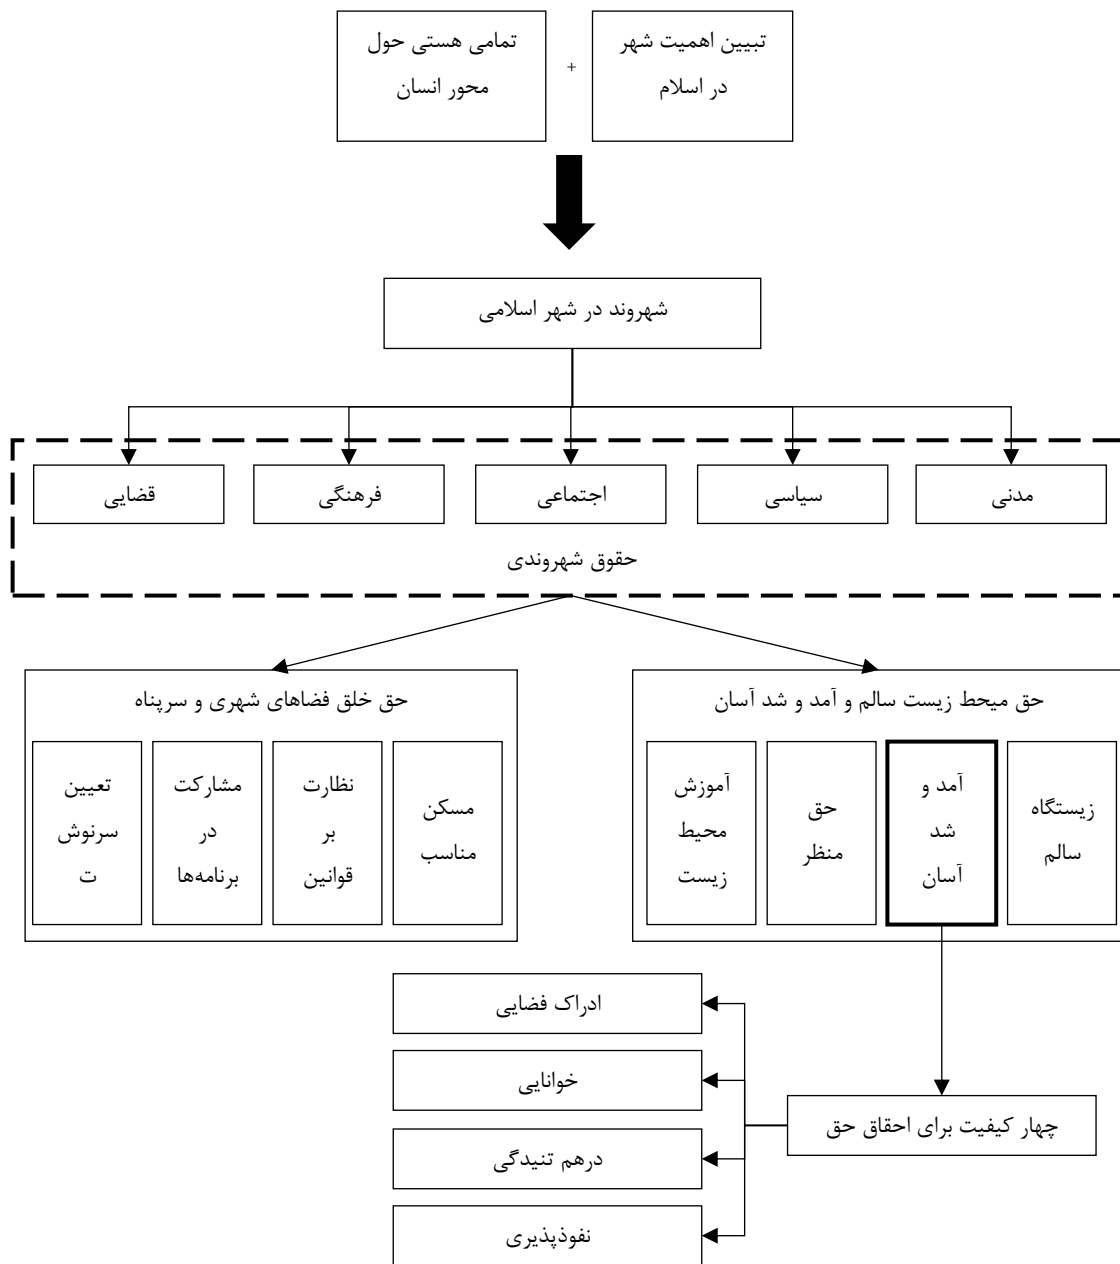 تبیین اهمیت شهر
در اسلام
+
تمامی هستی حول
محور انسان
شهروند در شهر اسلامی
مدنی
سیاسی
اجتماعی
فرهنگی
قضایی
حقوق شهروندی
حق میحط زیست سالم و آمد و شد آسان
زیستگاه
سالم
آمد و
شد
آسان
حق
منظر
آموزش
محیط
زیست
حق خلق فضاهای شهری و سرپناه
مسکن
مناسب
نظارت
بر
قوانین
مشارکت
در
برنامه‌ها
تعیین
سرنوش
ت
چهار کیفیت برای احقاق حق
ادراک فضایی
خوانایی
درهم تنیدگی
نفوذپذیری